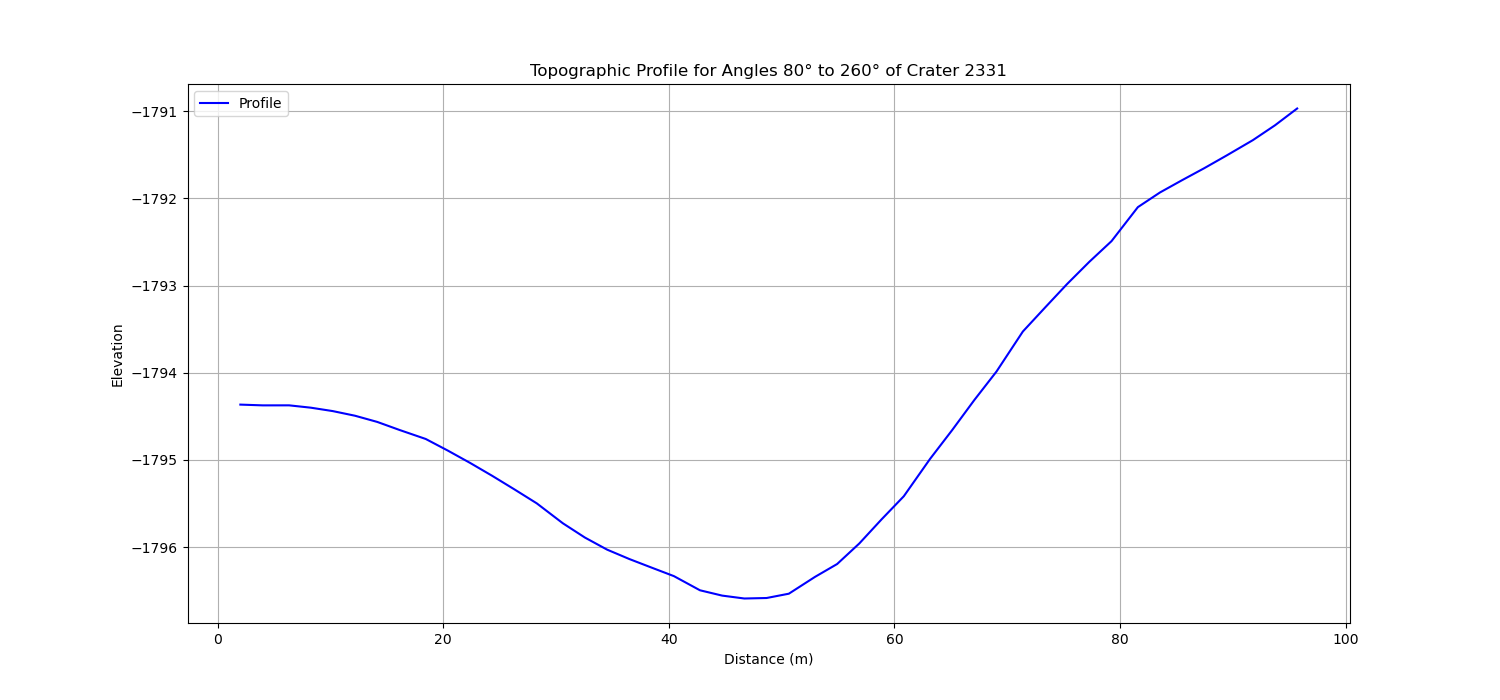 Topographic Profile for Angles 80° to 260° of Crater 2331
Profile
−1791
−1792
−1793
−1794
−1795
−1796
Elevation
0 20 40 60 80 100
Distance (m)